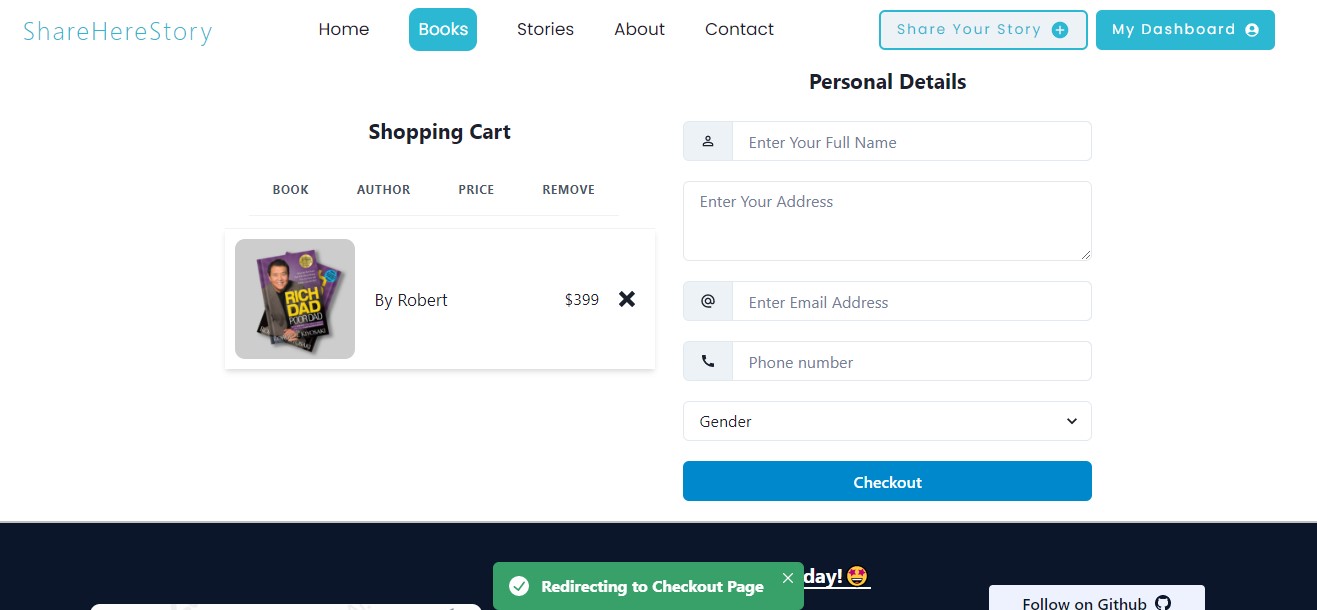 ShareHereStory
Home
Books
Stories
About
Contact
Share Your Story
My Dashboard
Shopping Cart
BOOK AUTHOR PRICE REMOVE
RICH
DAD
POOR DAD
By Robert
$399
Personal Details
Enter Your Full Name
Enter Your Address
Enter Email Address
Phone number
Gender
Checkout
Redirecting to Checkout Page
day!🤩
Follow on Github